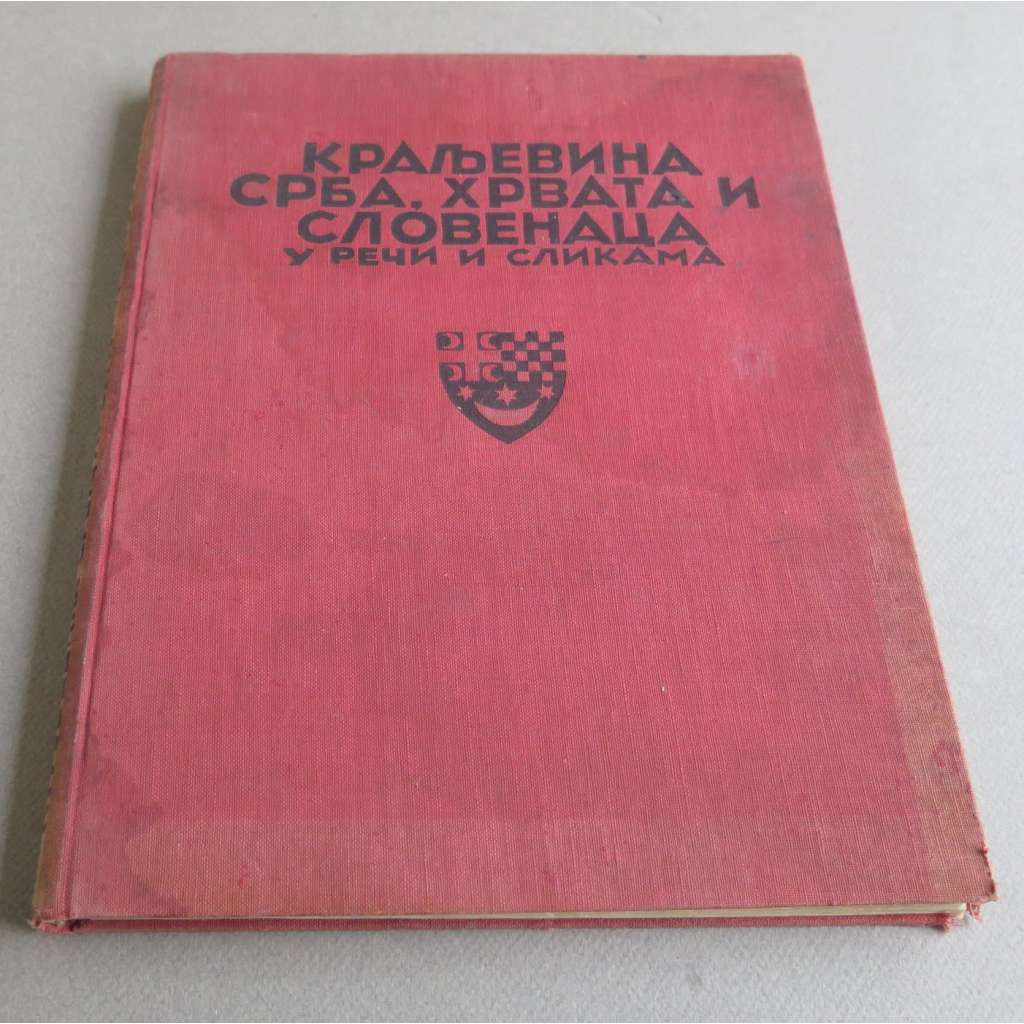 КРАЉЕВИНА
СРБА, ХРВАТА И
СЛОВЕНАЦА
У РЕЧИ И СЛИКАМА